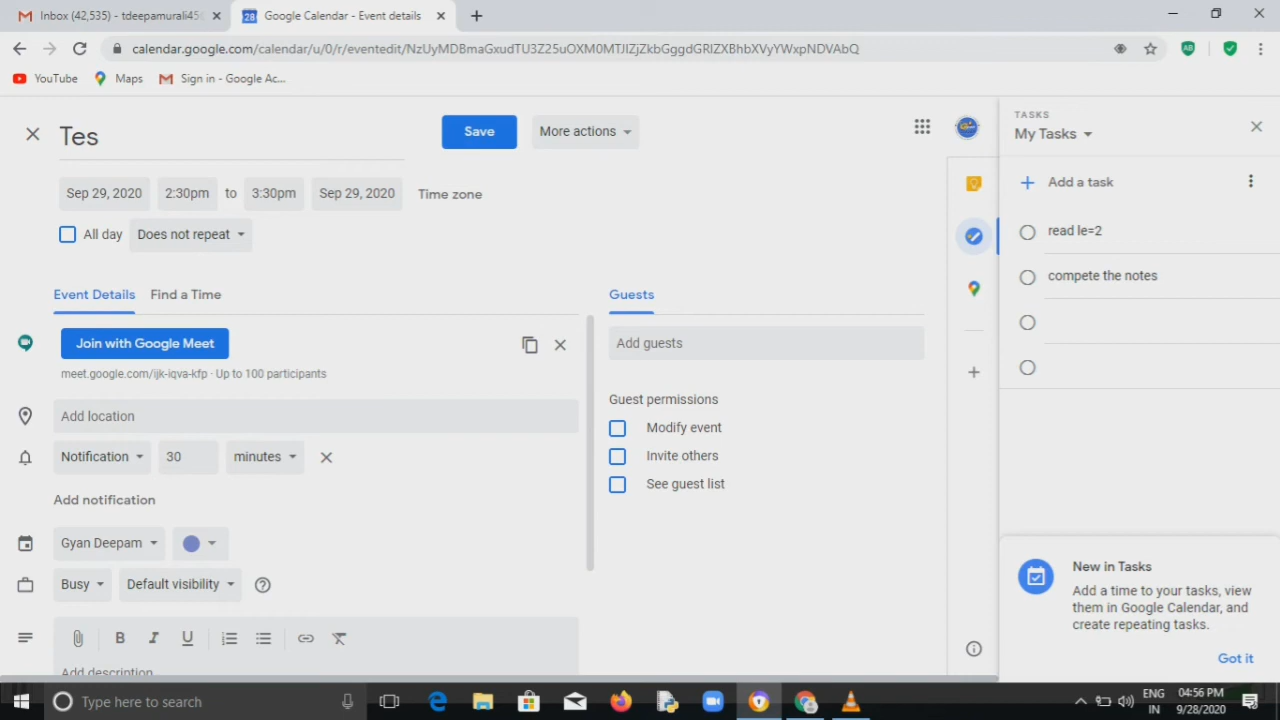 Inbox (42,535) - tdeepamurali45
Google Calendar - Event details
calendar.google.com/calendar/u/0/r/eventedit/
YouTube
Maps
Sign in - Google Ac...
Tes
Save
More actions
Sep 29, 2020
2:30pm
to
3:30pm
Sep 29, 2020
Time zone
All day
Does not repeat
Event Details
Find a Time
Join with Google Meet
meet.google.com/ijk-iqva-kfp · Up to 100 participants
Add location
Notification
30
minutes
Add notification
Gyan Deepam
Busy
Default visibility
B I U
Add description
Guests
Add guests
Guest permissions
Modify event
Invite others
See guest list
TASKS
My Tasks
Add a task
read le=2
compete the notes
New in Tasks
Add a time to your tasks, view
them in Google Calendar, and
create repeating tasks.
Got it
Type here to search
ENG
IN
04:56 PM
9/28/2020